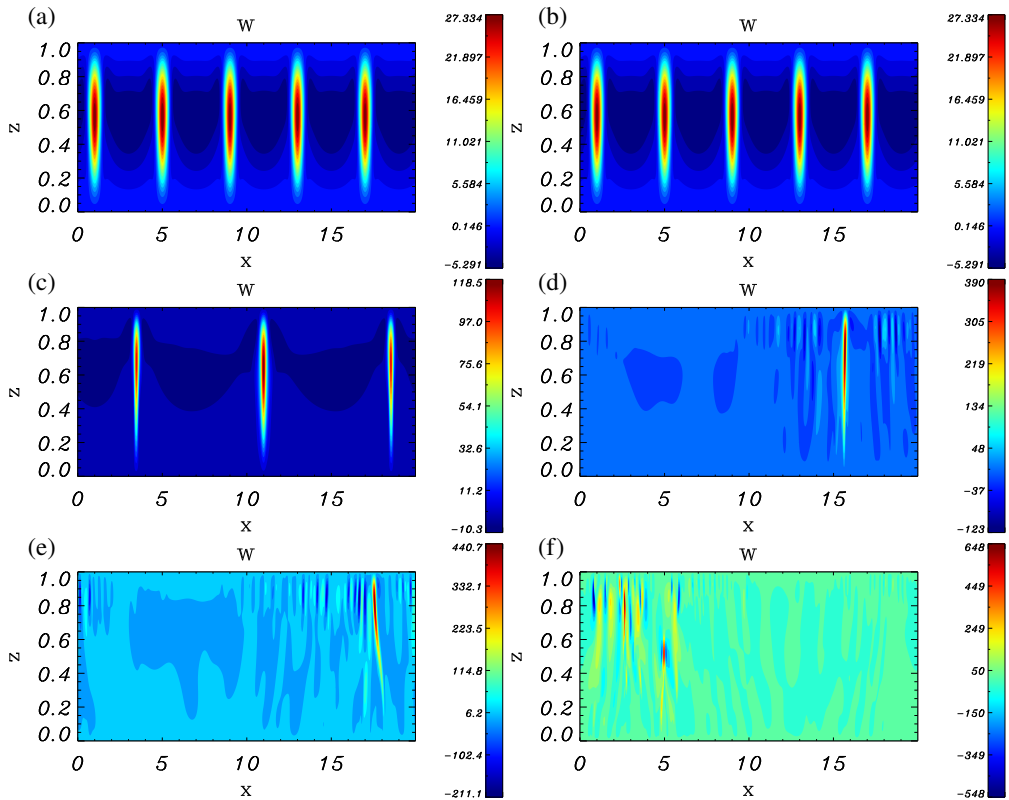 (a)
W
27.334
21.897
16.459
11.021
5.584
0.146
-5.291
1.0
0.8
0.6
0.4
0.2
0.0
z
0 5 10 15
x
(b)
W
27.334
21.897
16.459
11.021
5.584
0.146
-5.291
1.0
0.8
0.6
0.4
0.2
0.0
z
0 5 10 15
x
(c)
W
118.5
97.0
75.6
54.1
32.6
11.2
-10.3
1.0
0.8
0.6
0.4
0.2
0.0
z
0 5 10 15
x
(d)
W
390
305
219
134
48
-37
-123
1.0
0.8
0.6
0.4
0.2
0.0
z
0 5 10 15
x
(e)
W
440.7
332.1
223.5
114.8
6.2
-102.4
-211.1
1.0
0.8
0.6
0.4
0.2
0.0
z
0 5 10 15
x
(f)
W
648
449
249
50
-150
-349
-548
1.0
0.8
0.6
0.4
0.2
0.0
z
0 5 10 15
x